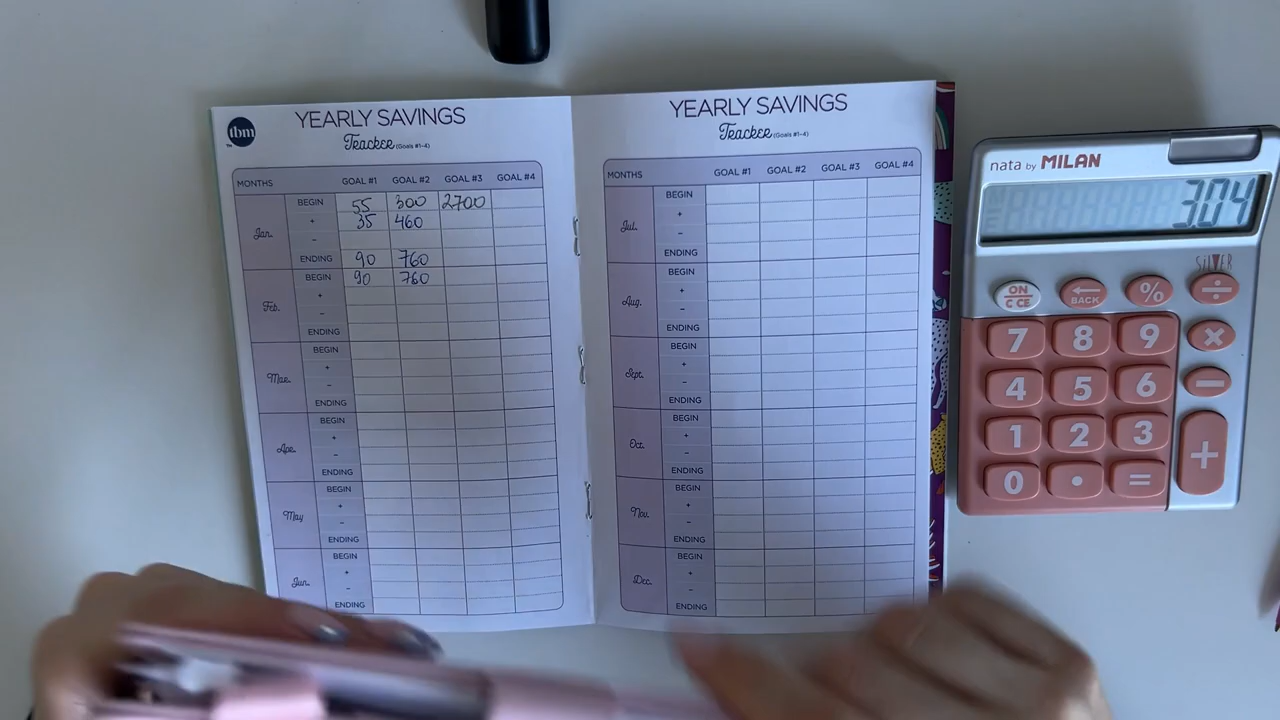 tbm
YEARLY SAVINGS
Tracker (Goals #1-4)
MONTHS GOAL #1 GOAL #2 GOAL #3 GOAL #4
Jan.
BEGIN 55 300 2700
+ 35 460
-
ENDING 90 760
Feb.
BEGIN 90 760
+
-
ENDING
Mar.
BEGIN
+
-
ENDING
Apr.
BEGIN
+
-
ENDING
May
BEGIN
+
-
ENDING
Jun.
BEGIN
+
-
ENDING
YEARLY SAVINGS
Tracker (Goals #1-4)
MONTHS GOAL #1 GOAL #2 GOAL #3 GOAL #4
Jul.
BEGIN
+
-
ENDING
Aug.
BEGIN
+
-
ENDING
Sept.
BEGIN
+
-
ENDING
Oct.
BEGIN
+
-
ENDING
Nov.
BEGIN
+
-
ENDING
Dec.
BEGIN
+
-
ENDING
nata by MILAN
304
SILVER
ON
C CE
← BACK
% ÷
7 8 9 ×
4 5 6 −
1 2 3 +
0 • =